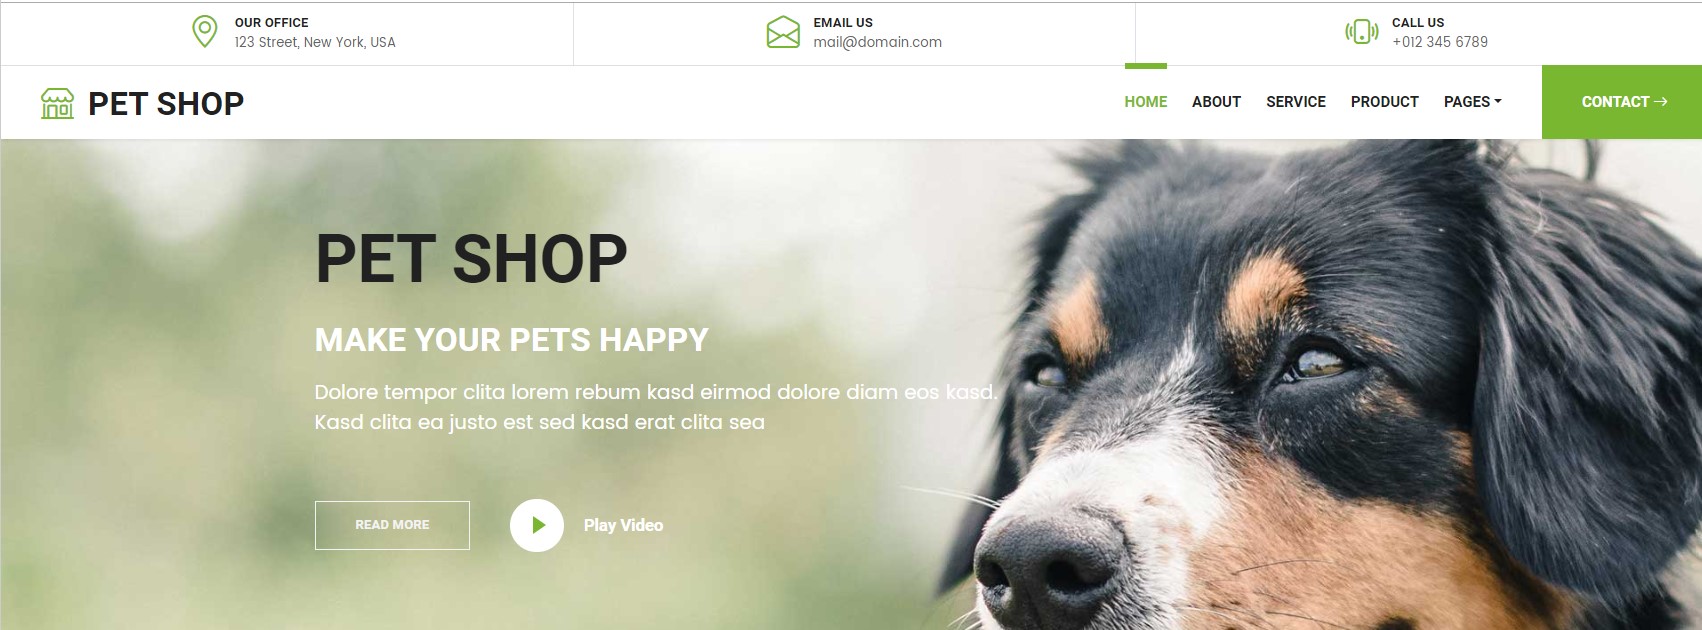 OUR OFFICE
123 Street, New York, USA
EMAIL US
mail@domain.com
CALL US
+012 345 6789
PET SHOP
HOME ABOUT SERVICE PRODUCT PAGES CONTACT →
PET SHOP
MAKE YOUR PETS HAPPY
Dolore tempor clita lorem rebum kasd eirmod dolore diam eos kasd.
Kasd clita ea justo est sed kasd erat clita sea
READ MORE Play Video